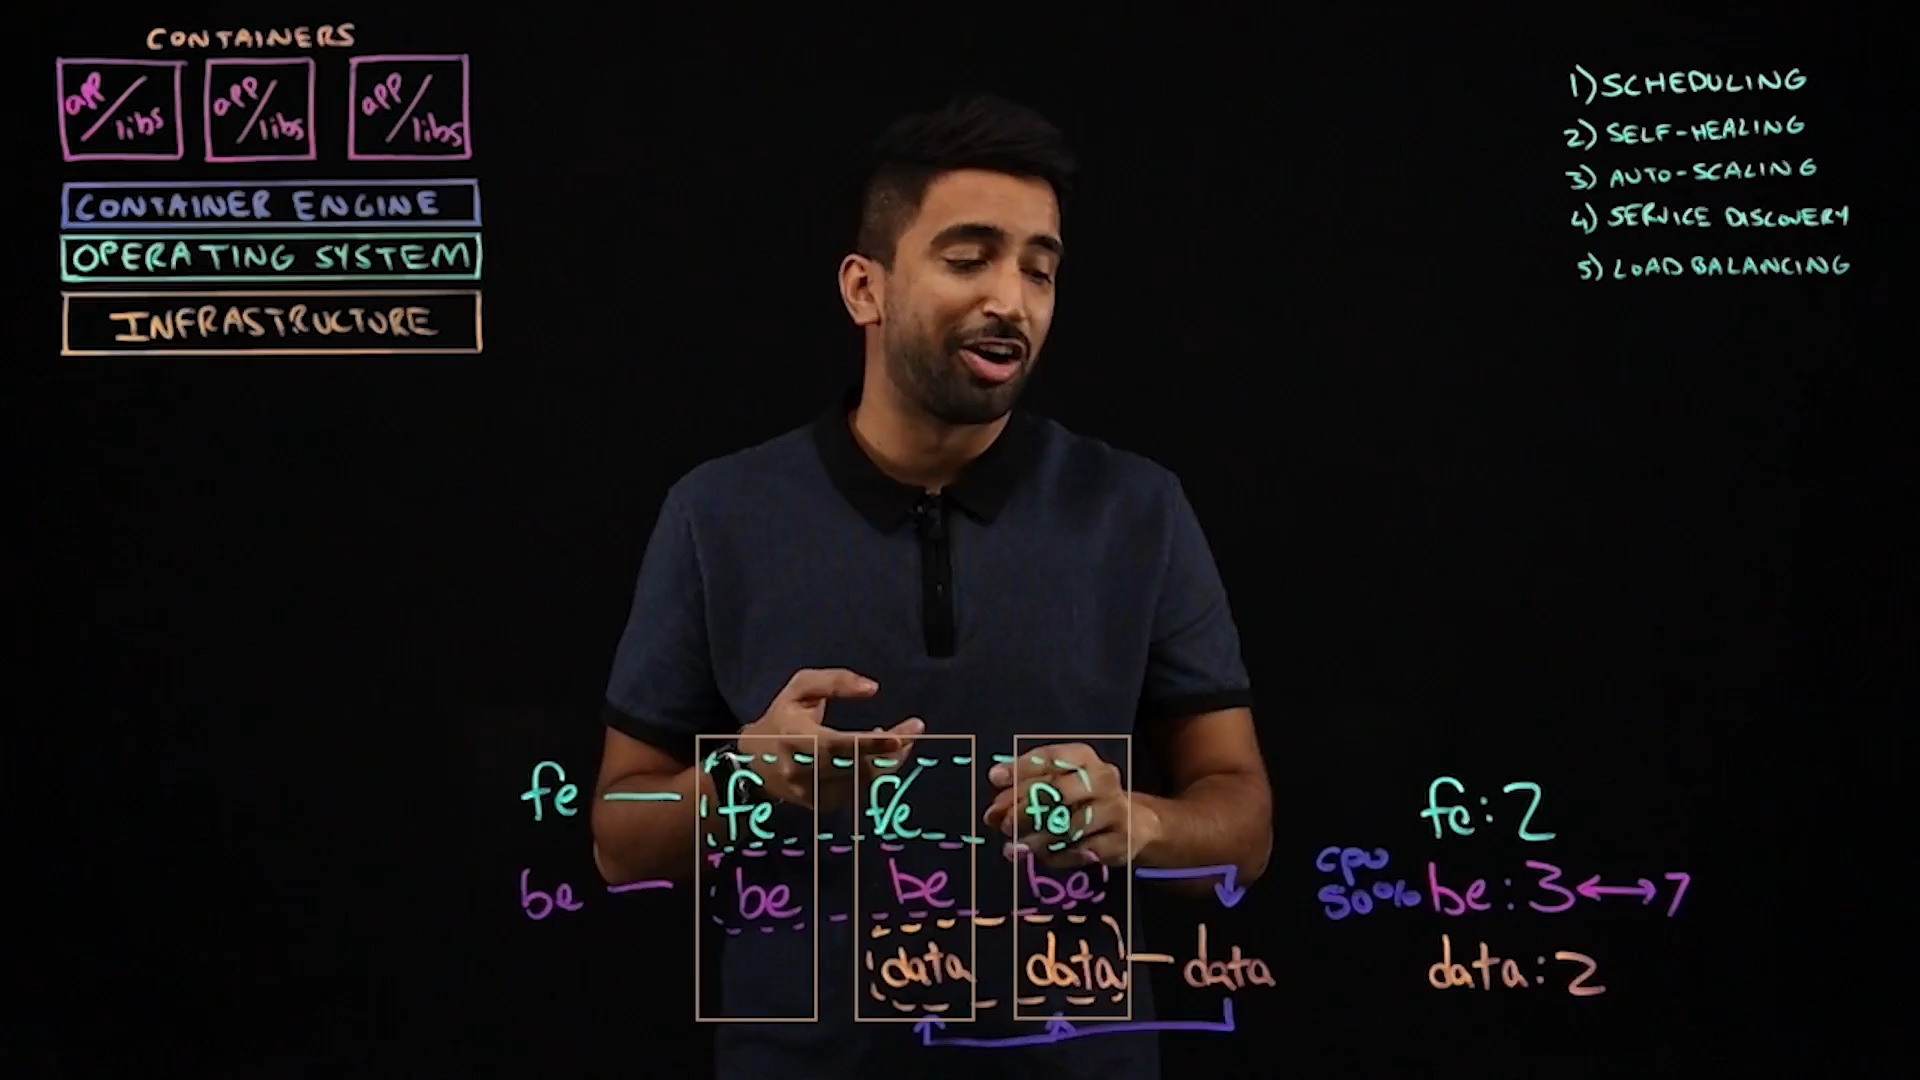 CONTAINERS
app/libs app/libs app/libs
CONTAINER ENGINE
OPERATING SYSTEM
INFRASTRUCTURE
1) SCHEDULING
2) SELF-HEALING
3) AUTO-SCALING
4) SERVICE DISCOVERY
5) LOAD BALANCING
fe fe fe fe
be be be be
data data data
fe: 2
cpu
50% be: 3 ↔ 7
data: 2